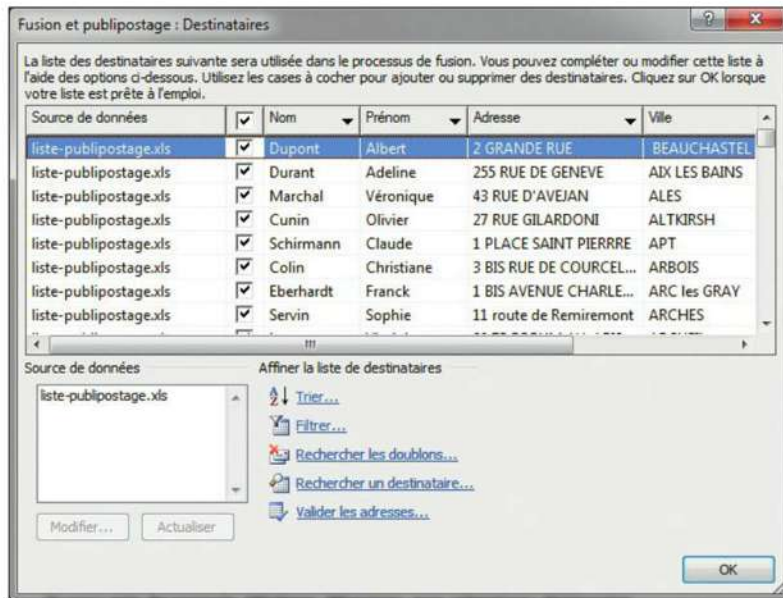 Fusion et publipostage : Destinataires
La liste des destinataires suivante sera utilisée dans le processus de fusion. Vous pouvez compléter ou modifier cette liste à
l'aide des options ci-dessous. Utilisez les cases à cocher pour ajouter ou supprimer des destinataires. Cliquez sur OK lorsque
votre liste est prête à l'emploi.
Source de données Nom Prénom Adresse Ville
liste-publipostage.xls Dupont Albert 2 GRANDE RUE BEAUCHASTEL
liste-publipostage.xls Durant Adeline 255 RUE DE GENEVE AIX LES BAINS
liste-publipostage.xls Marchal Véronique 43 RUE D'AVEJAN ALES
liste-publipostage.xls Cunin Olivier 27 RUE GILARDONI ALTKIRSH
liste-publipostage.xls Schirmann Claude 1 PLACE SAINT PIERRRE APT
liste-publipostage.xls Colin Christiane 3 BIS RUE DE COURCEL... ARBOIS
liste-publipostage.xls Eberhardt Franck 1 BIS AVENUE CHARLE... ARC les GRAY
liste-publipostage.xls Servin Sophie 11 route de Remiremont ARCHES
Source de données Affiner la liste de destinataires
liste-publipostage.xls
Trier...
Filtrer...
Rechercher les doublons...
Rechercher un destinataire...
Valider les adresses...
Modifier... Actualiser
OK